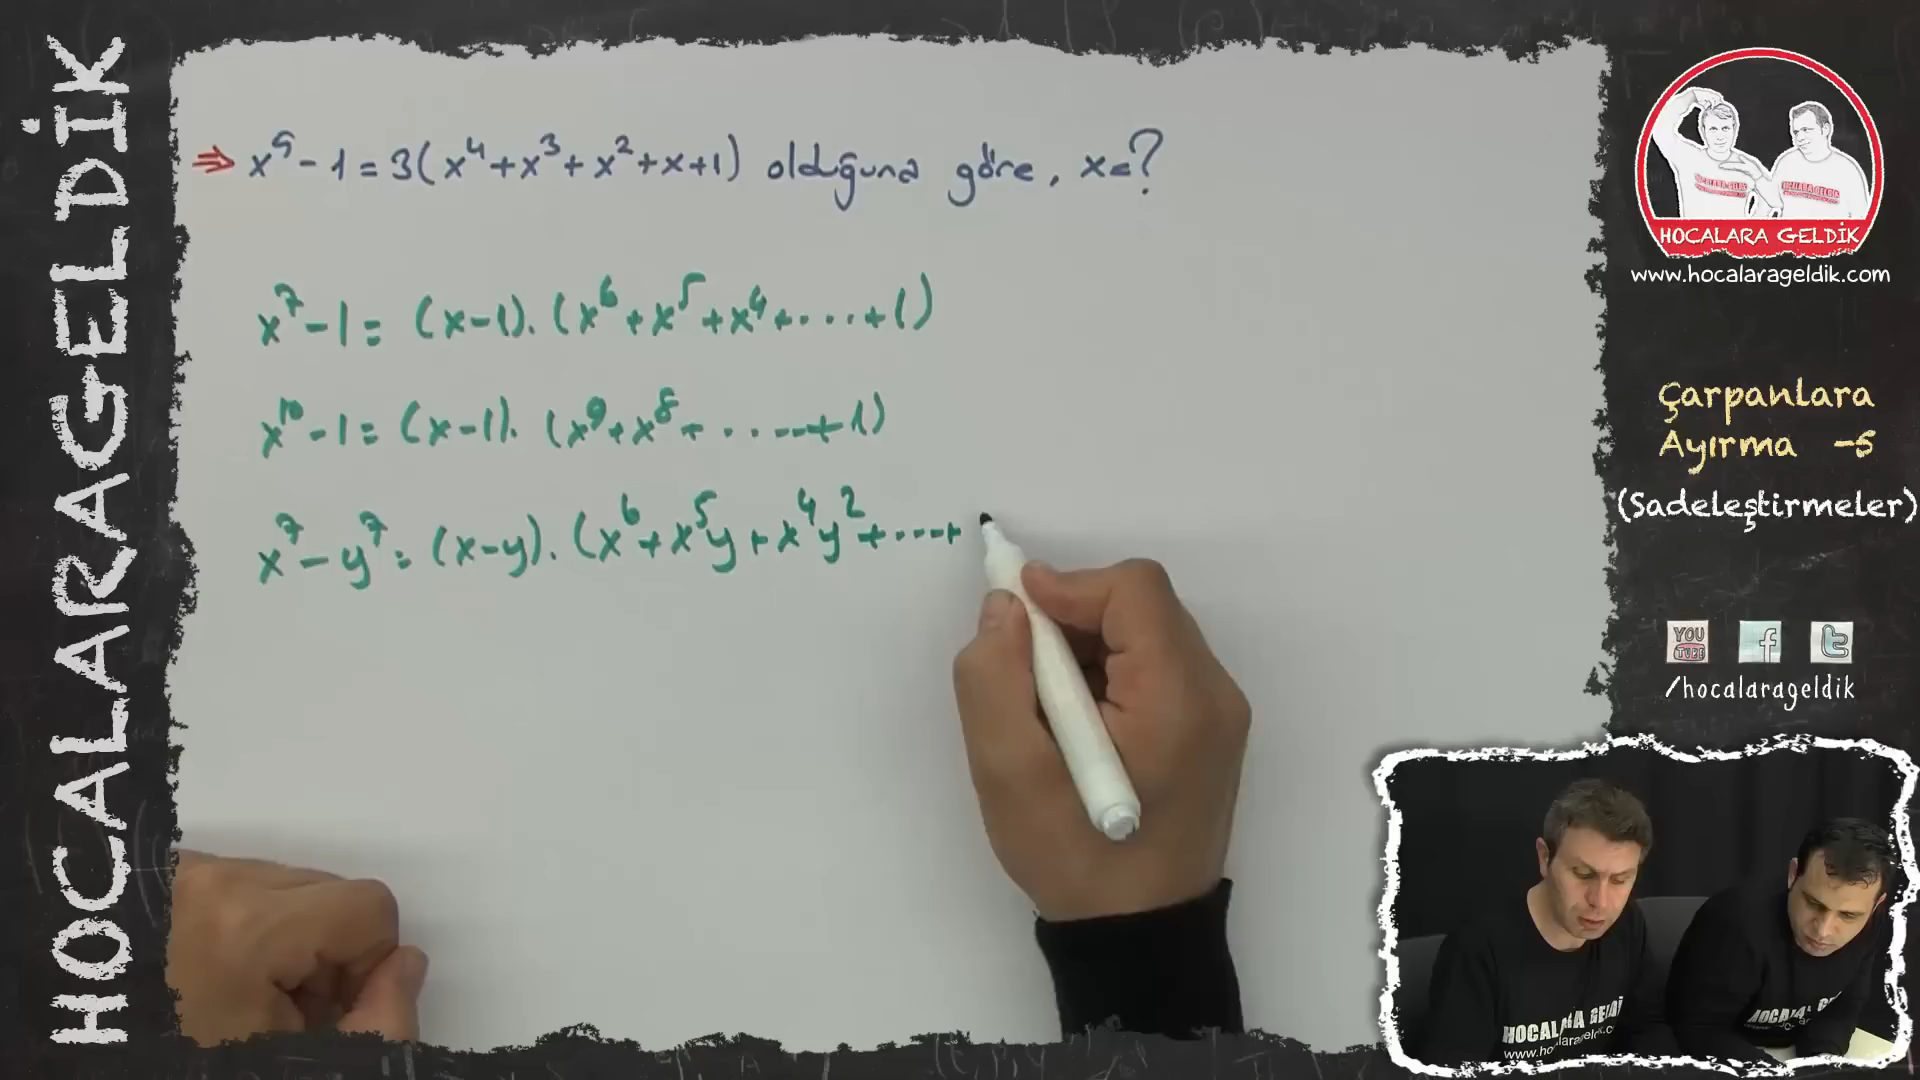 HOCALARAGELDİK
⇒ x⁵ - 1 = 3(x⁴ + x³ + x² + x + 1) olduğuna göre, x = ?
x⁷ - 1 = (x - 1) . (x⁶ + x⁵ + x⁴ + .... + 1)
x¹⁰ - 1 = (x - 1) . (x⁹ + x⁸ + ..... + 1)
x⁷ - y⁷ = (x - y) . (x⁶ + x⁵y + x⁴y² + .... +
HOCALARA GELDİK
www.hocalarageldik.com
Çarpanlara
Ayırma -5
(Sadeleştirmeler)
YOU TUBE f t
/hocalarageldik
HOCALARA GELDİ